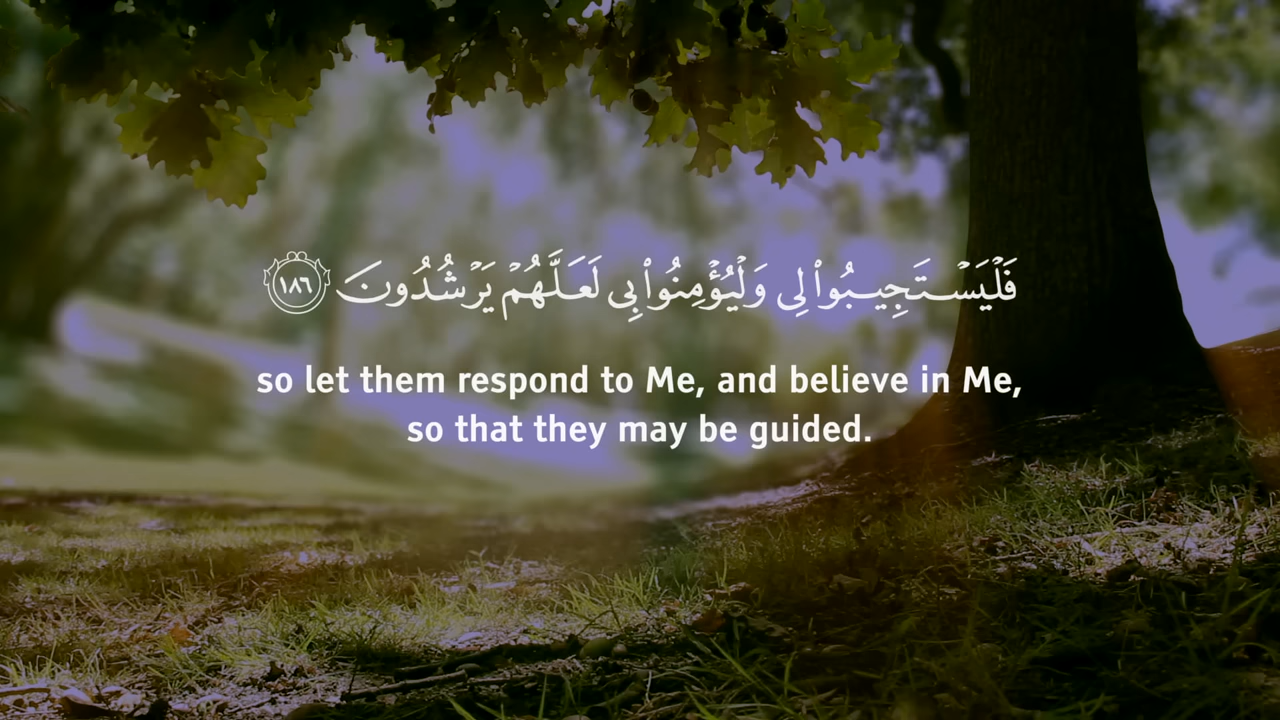 فَلْيَسْتَجِيبُوا۟ لِى وَلْيُؤْمِنُوا۟ بِى لَعَلَّهُمْ يَرْشُدُونَ ١٨٦
so let them respond to Me, and believe in Me,
so that they may be guided.